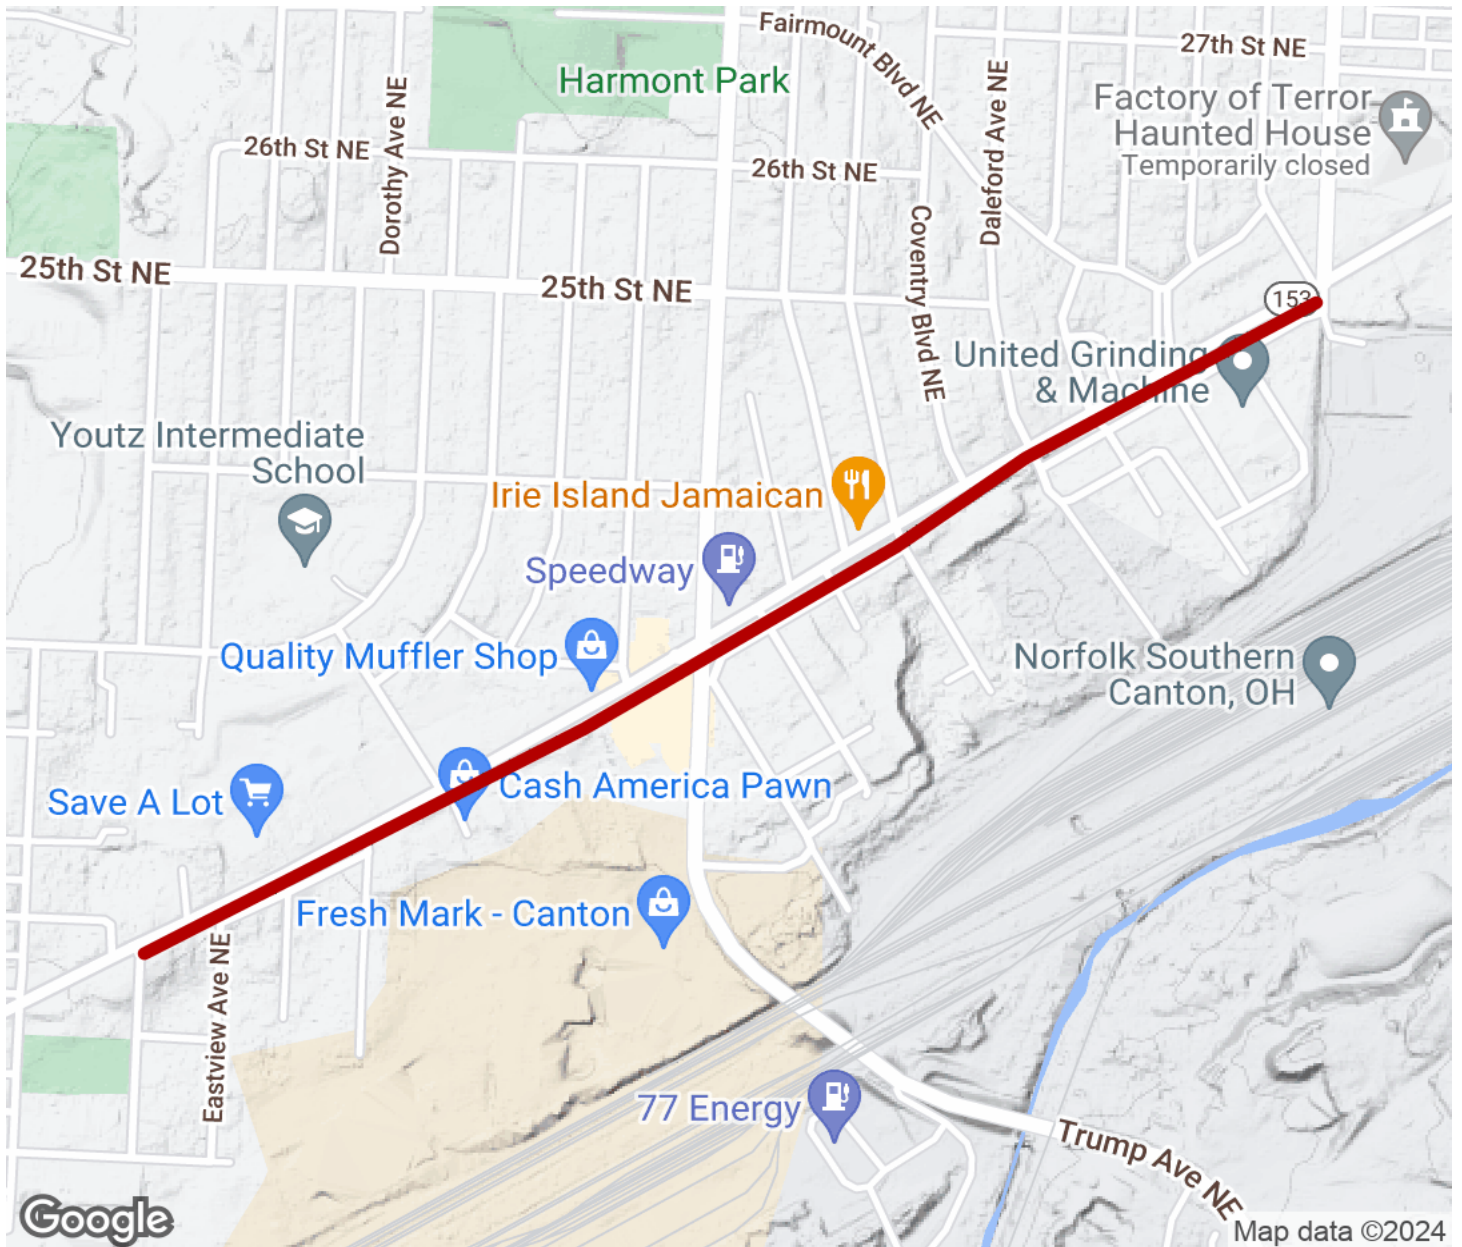 Fairmount Blvd NE
27th St NE
Harmont Park
Dorothy Ave NE
Daleford Ave NE
Factory of Terror
Haunted House
Temporarily closed
26th St NE
26th St NE
Coventry Blvd NE
25th St NE
25th St NE
153
United Grinding
& Machine
Youtz Intermediate
School
Irie Island Jamaican
Speedway
Quality Muffler Shop
Norfolk Southern
Canton, OH
Save A Lot
Cash America Pawn
Fresh Mark - Canton
Eastview Ave NE
77 Energy
Trump Ave NE
Google
Map data ©2024